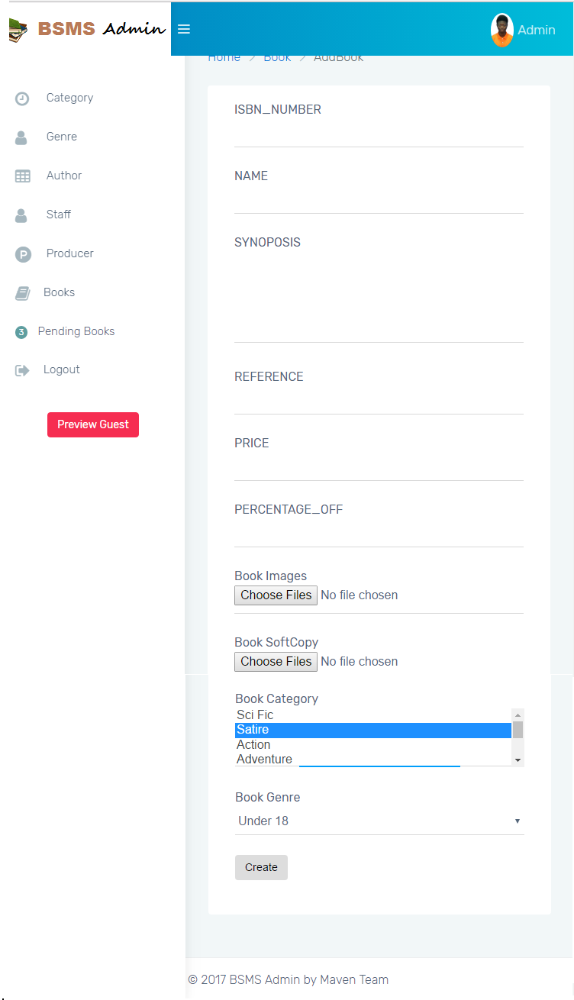 BSMS Admin
Admin
Home / Book / AddBook
Category
Genre
Author
Staff
P Producer
Books
3 Pending Books
Logout
Preview Guest
ISBN_NUMBER
NAME
SYNOPOSIS
REFERENCE
PRICE
PERCENTAGE_OFF
Book Images
Choose Files No file chosen
Book SoftCopy
Choose Files No file chosen
Book Category
Sci Fic
Satire
Action
Adventure
Book Genre
Under 18
Create
© 2017 BSMS Admin by Maven Team